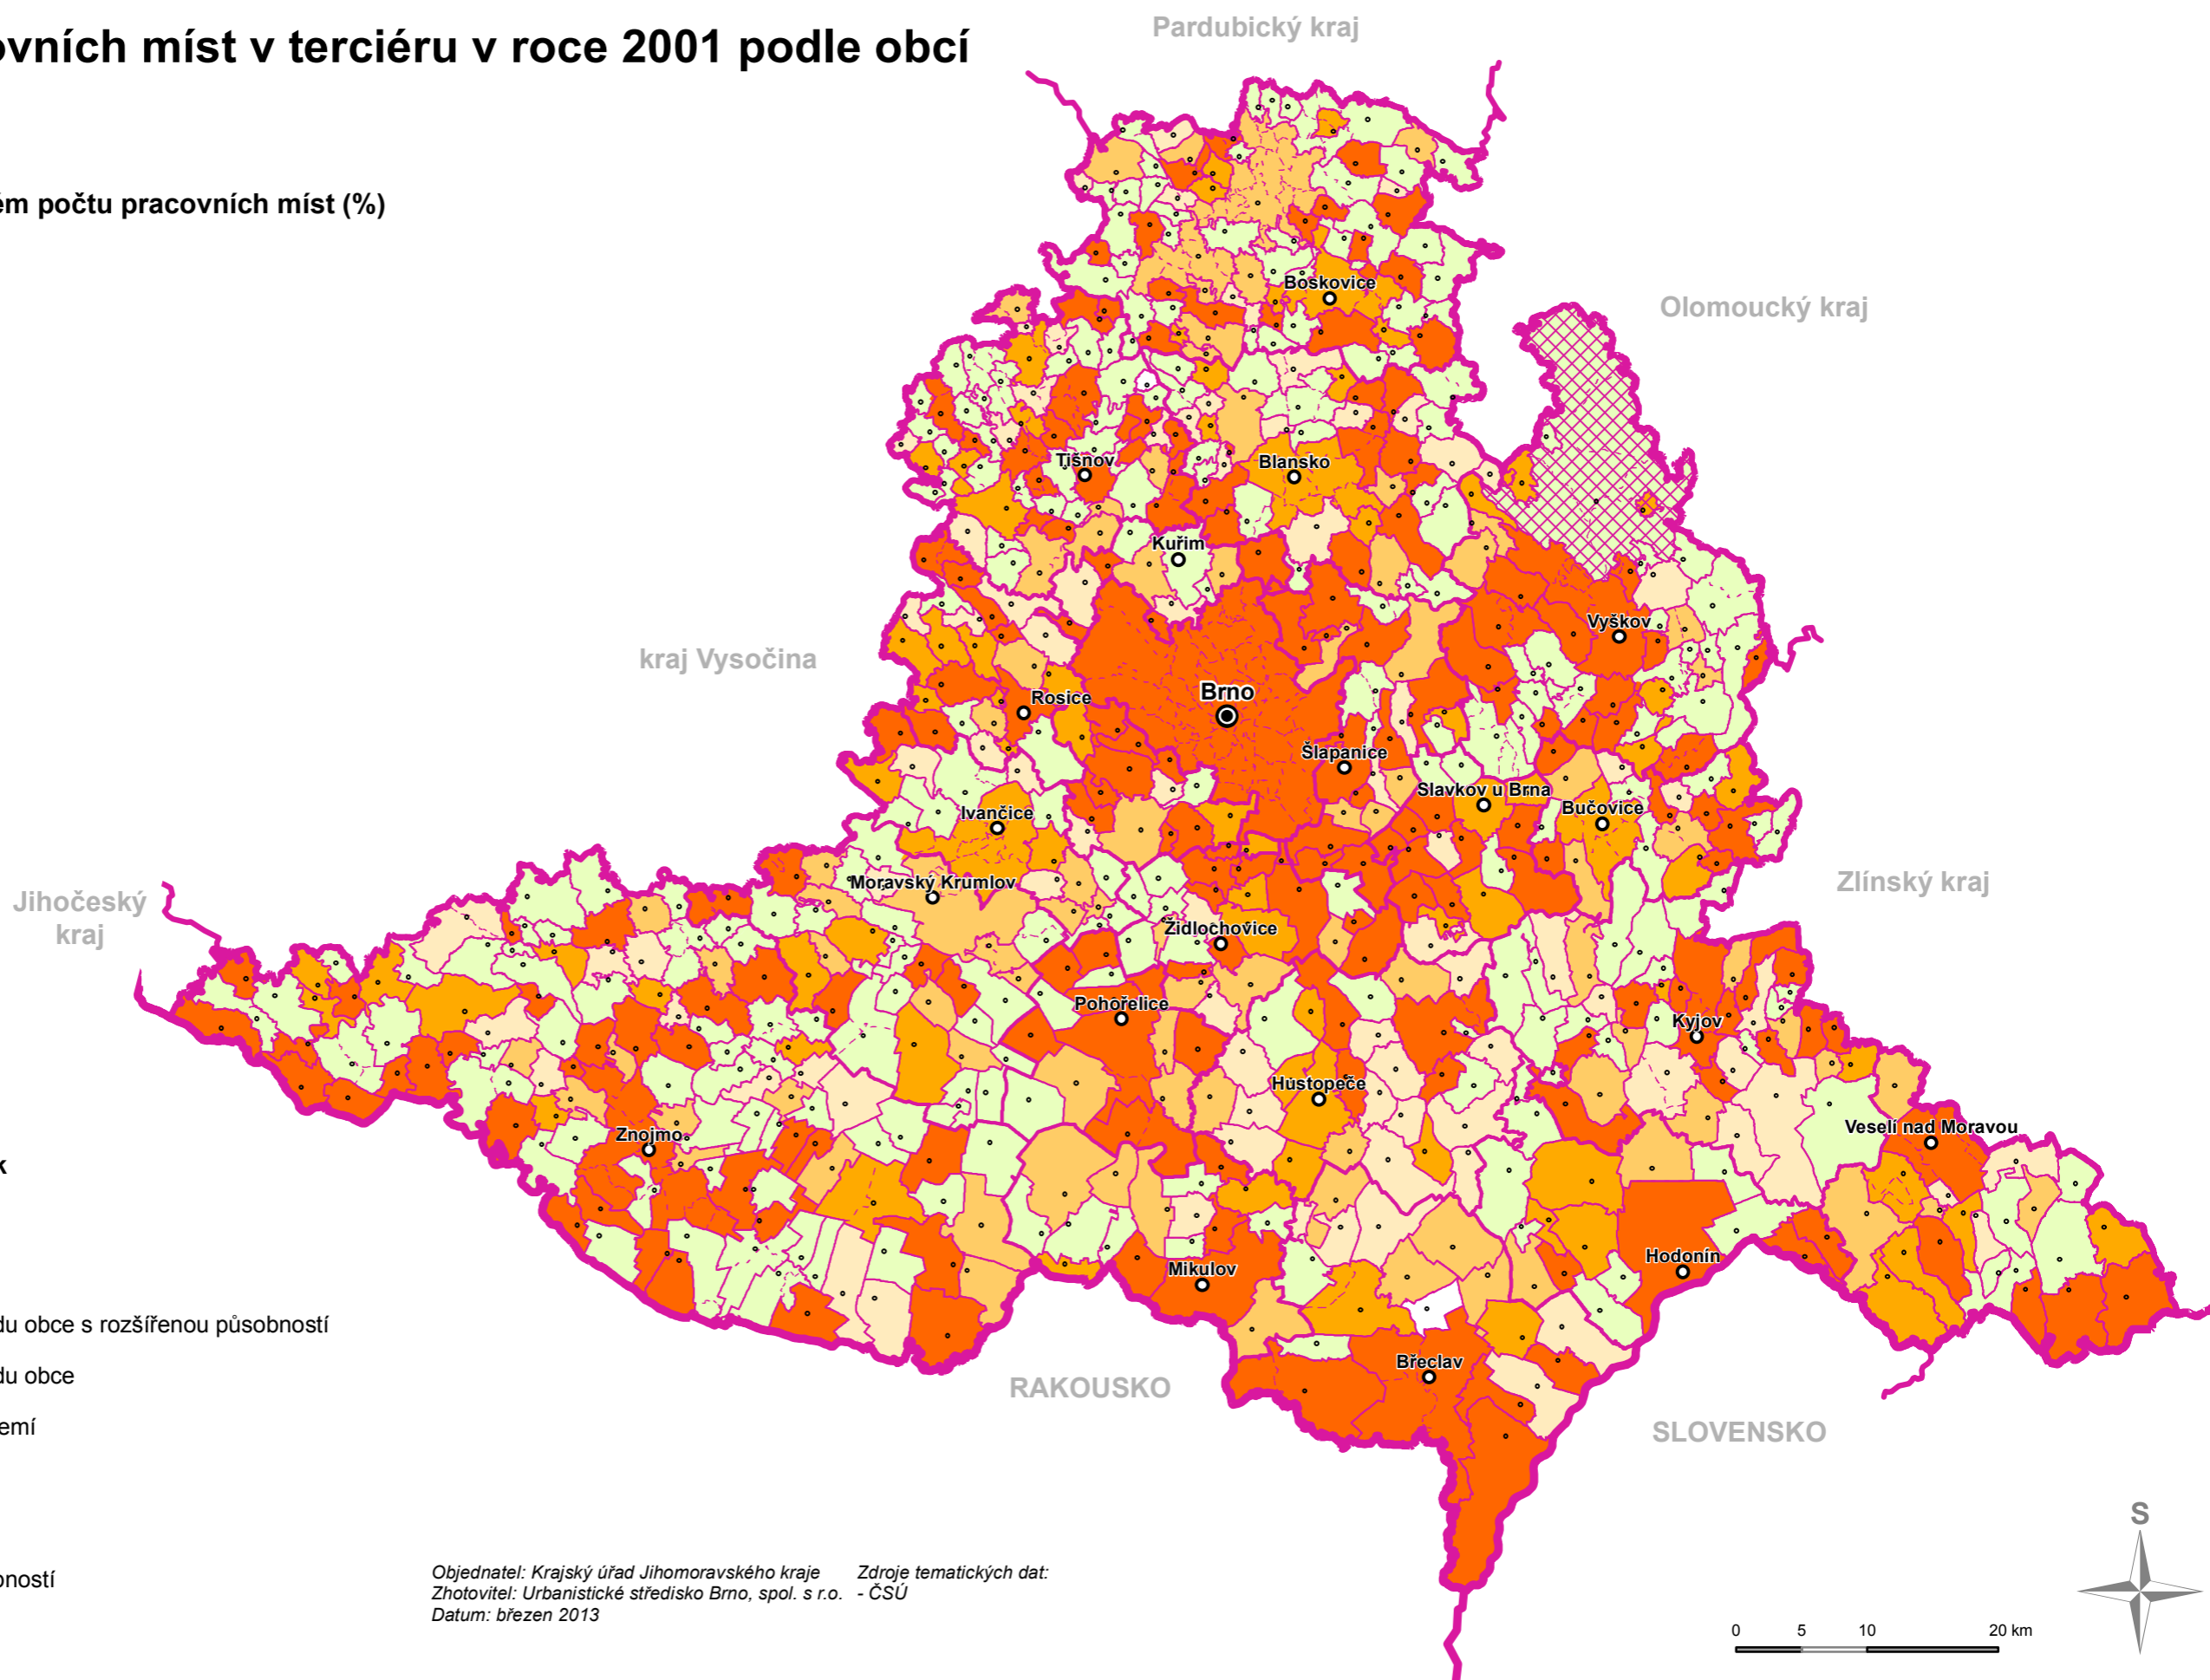 ovních míst v terciéru v roce 2001 podle obcí
ém počtu pracovních míst (%)
Pardubický kraj
Olomoucký kraj
kraj Vysočina
Zlínský kraj
Jihočeský
kraj
RAKOUSKO
SLOVENSKO
Boskovice
Tišnov
Blansko
Kuřim
Vyškov
Rosice
Brno
Šlapanice
Slavkov u Brna
Bučovice
Ivančice
Moravský Krumlov
Židlochovice
Pohořelice
Kyjov
Hustopeče
Znojmo
Veselí nad Moravou
Hodonín
Mikulov
Břeclav
k
du obce s rozšířenou působností
du obce
emí
oností
Objednatel: Krajský úřad Jihomoravského kraje
Zhotovitel: Urbanistické středisko Brno, spol. s r.o.
Datum: březen 2013
Zdroje tematických dat:
- ČSÚ
S
0 5 10 20 km